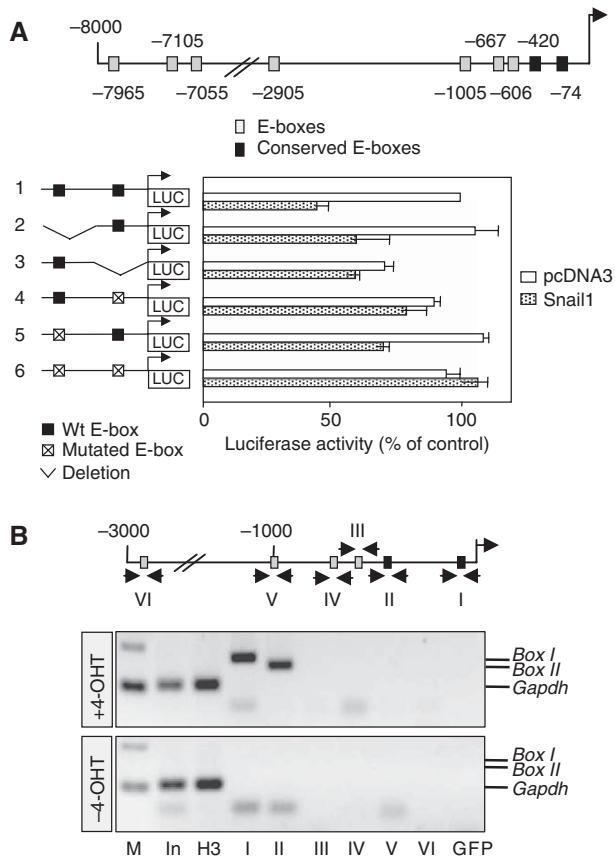 A
−8000
−7105
−667
−420
−7965
−7055
−2905
−1005
−606
−74
E-boxes
Conserved E-boxes
1
LUC
2
LUC
3
LUC
4
LUC
5
LUC
6
LUC
pcDNA3
Snail1
0
50
100
Luciferase activity (% of control)
Wt E-box
Mutated E-box
Deletion
B
−3000
−1000
III
VI
V
IV
II
I
+4-OHT
Box I
Box II
Gapdh
−4-OHT
Box I
Box II
Gapdh
M In H3 I II III IV V VI GFP